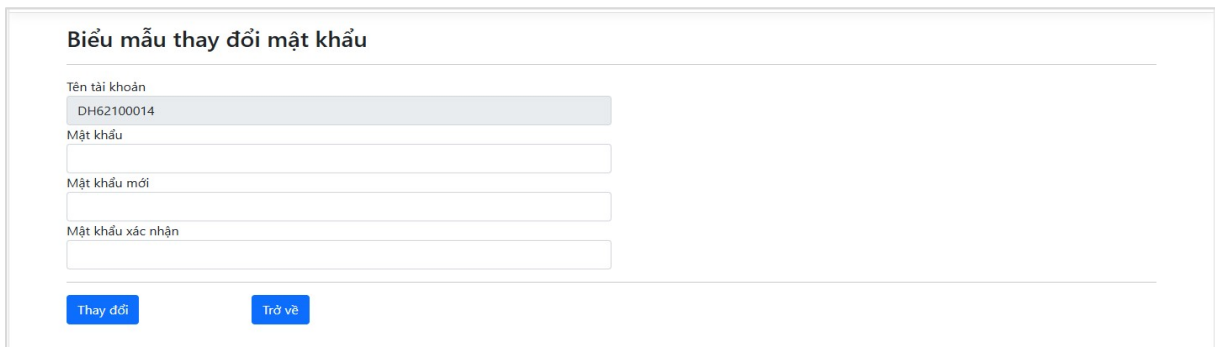 Biểu mẫu thay đổi mật khẩu
Tên tài khoản
DH62100014
Mật khẩu
Mật khẩu mới
Mật khẩu xác nhận
Thay đổi
Trở về